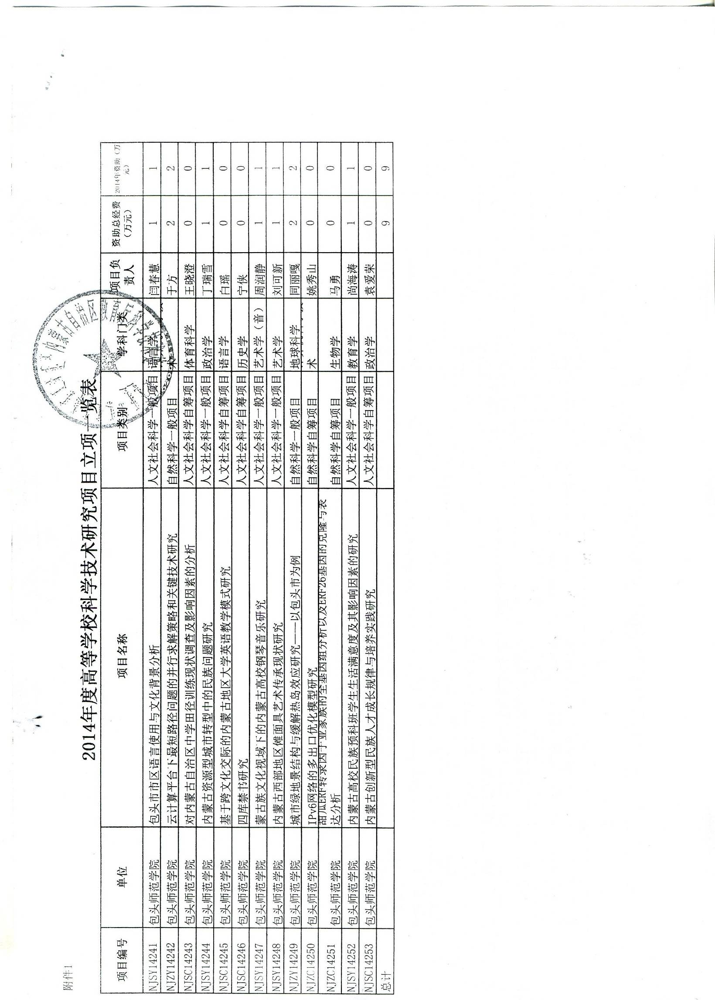 附件1
2014年度高等学校科学技术研究项目立项一览表
项目编号 单位 项目名称 项目类别 学科门类 项目负责人 资助总经费（万元） 2014年资助（万元）
NJSY14241 包头师范学院 包头市市区语言使用与文化背景分析 人文社会科学一般项目 语言学 闫春慧 1 1
NJZY14242 包头师范学院 云计算平台下最短路径问题的并行求解策略和关键技术研究 自然科学一般项目 术 于方 2 2
NJSC14243 包头师范学院 对内蒙古自治区中学田径训练现状调查及影响因素的分析 人文社会科学自筹项目 体育科学 王晓澄 0 0
NJSY14244 包头师范学院 内蒙古资源型城市转型中的民族问题研究 人文社会科学一般项目 政治学 丁瑞雪 1 1
NJSC14245 包头师范学院 基于跨文化交际的内蒙古地区大学英语教学模式研究 人文社会科学自筹项目 语言学 白瑶 0 0
NJSC14246 包头师范学院 四库禁书研究 人文社会科学自筹项目 历史学 宁侠 0 0
NJSY14247 包头师范学院 蒙古族文化视域下的内蒙古高校钢琴音乐研究 人文社会科学一般项目 艺术学（音） 周润静 1 1
NJSY14248 包头师范学院 内蒙古西部地区傩面具艺术传承现状研究 人文社会科学一般项目 艺术学 刘可新 1 1
NJZY14249 包头师范学院 城市绿地景结构与缓解热岛效应研究——以包头市为例 自然科学一般项目 地球科学 同丽嘎 2 2
NJZC14250 包头师范学院 IPv6网络的多出口优化模型研究 自然科学自筹项目 术 姚秀山 0 0
NJZC14251 包头师范学院 甜瓜ERF转录因子亚家族的全基因组分析以及ERF2b基因的克隆与表达分析 自然科学自筹项目 生物学 马勇 0 0
NJSY14252 包头师范学院 内蒙古高校民族预科班学生生活满意度及其影响因素的研究 人文社会科学一般项目 教育学 尚海涛 1 1
NJSC14253 包头师范学院 内蒙古创新型民族人才成长规律与培养实践研究 人文社会科学自筹项目 政治学 袁爱荣 0 0
总计 9 9
内蒙古自治区